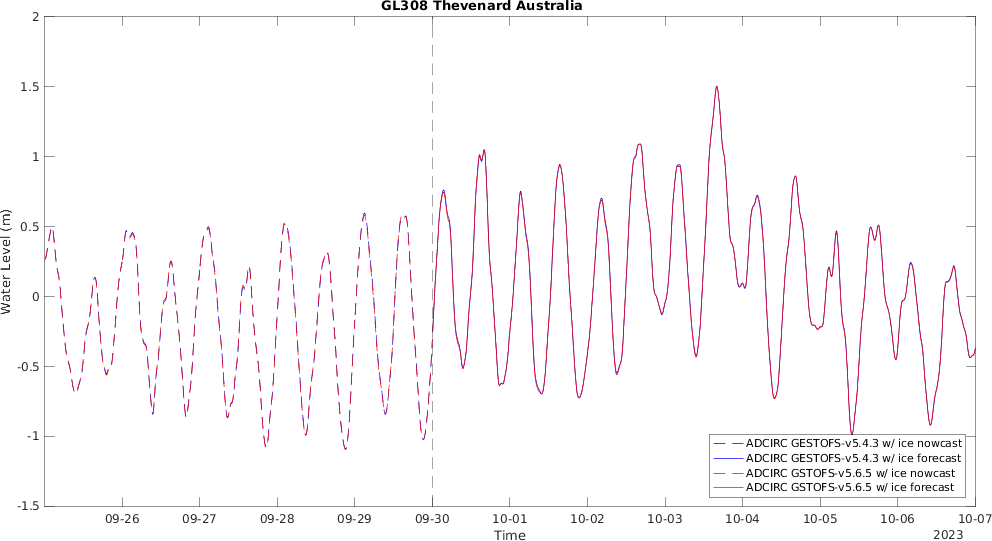 GL308 Thevenard Australia
2
1.5
1
0.5
0
-0.5
-1
-1.5
Water Level (m)
09-26 09-27 09-28 09-29 09-30 10-01 10-02 10-03 10-04 10-05 10-06 10-07
Time
2023
ADCIRC GESTOFS-v5.4.3 w/ ice nowcast
ADCIRC GESTOFS-v5.4.3 w/ ice forecast
ADCIRC GSTOFS-v5.6.5 w/ ice nowcast
ADCIRC GSTOFS-v5.6.5 w/ ice forecast